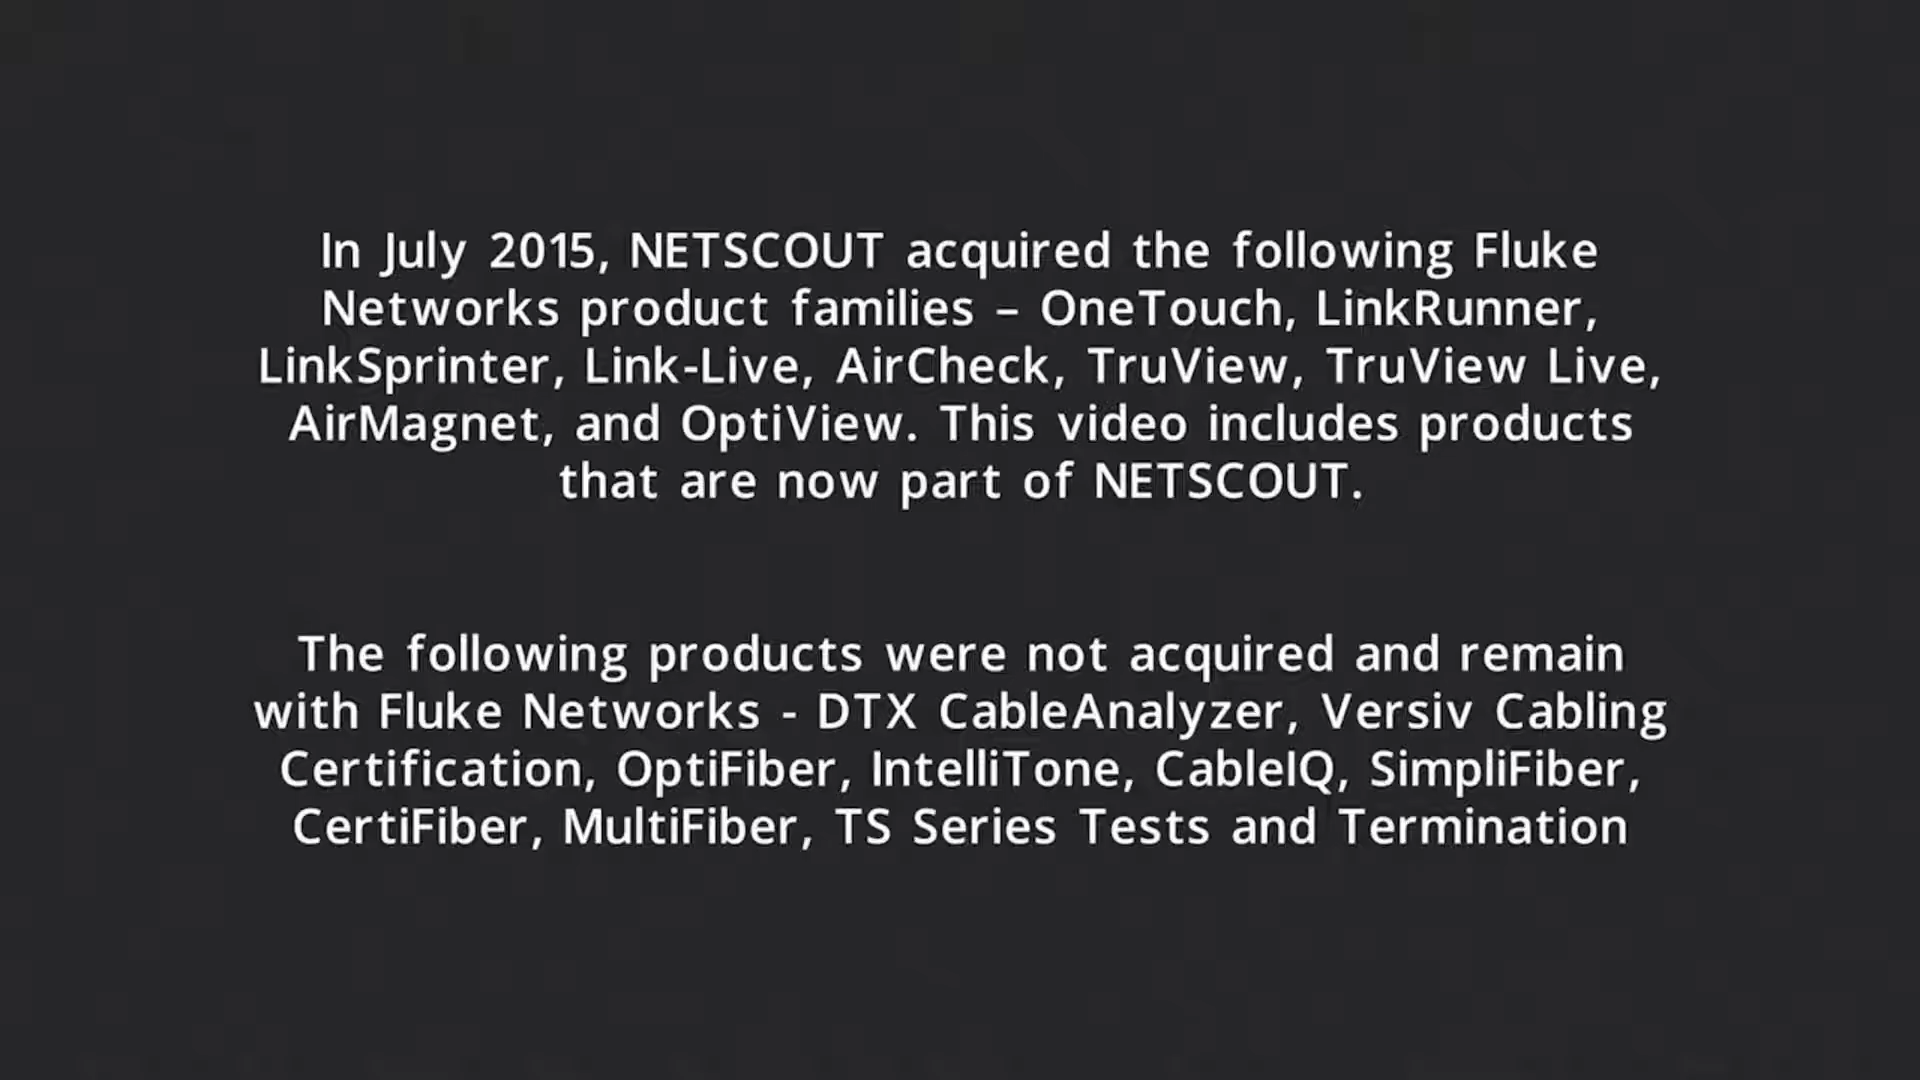 In July 2015, NETSCOUT acquired the following Fluke
Networks product families – OneTouch, LinkRunner,
LinkSprinter, Link-Live, AirCheck, TruView, TruView Live,
AirMagnet, and OptiView. This video includes products
that are now part of NETSCOUT.
The following products were not acquired and remain
with Fluke Networks - DTX CableAnalyzer, Versiv Cabling
Certification, OptiFiber, IntelliTone, CableIQ, SimpliFiber,
CertiFiber, MultiFiber, TS Series Tests and Termination